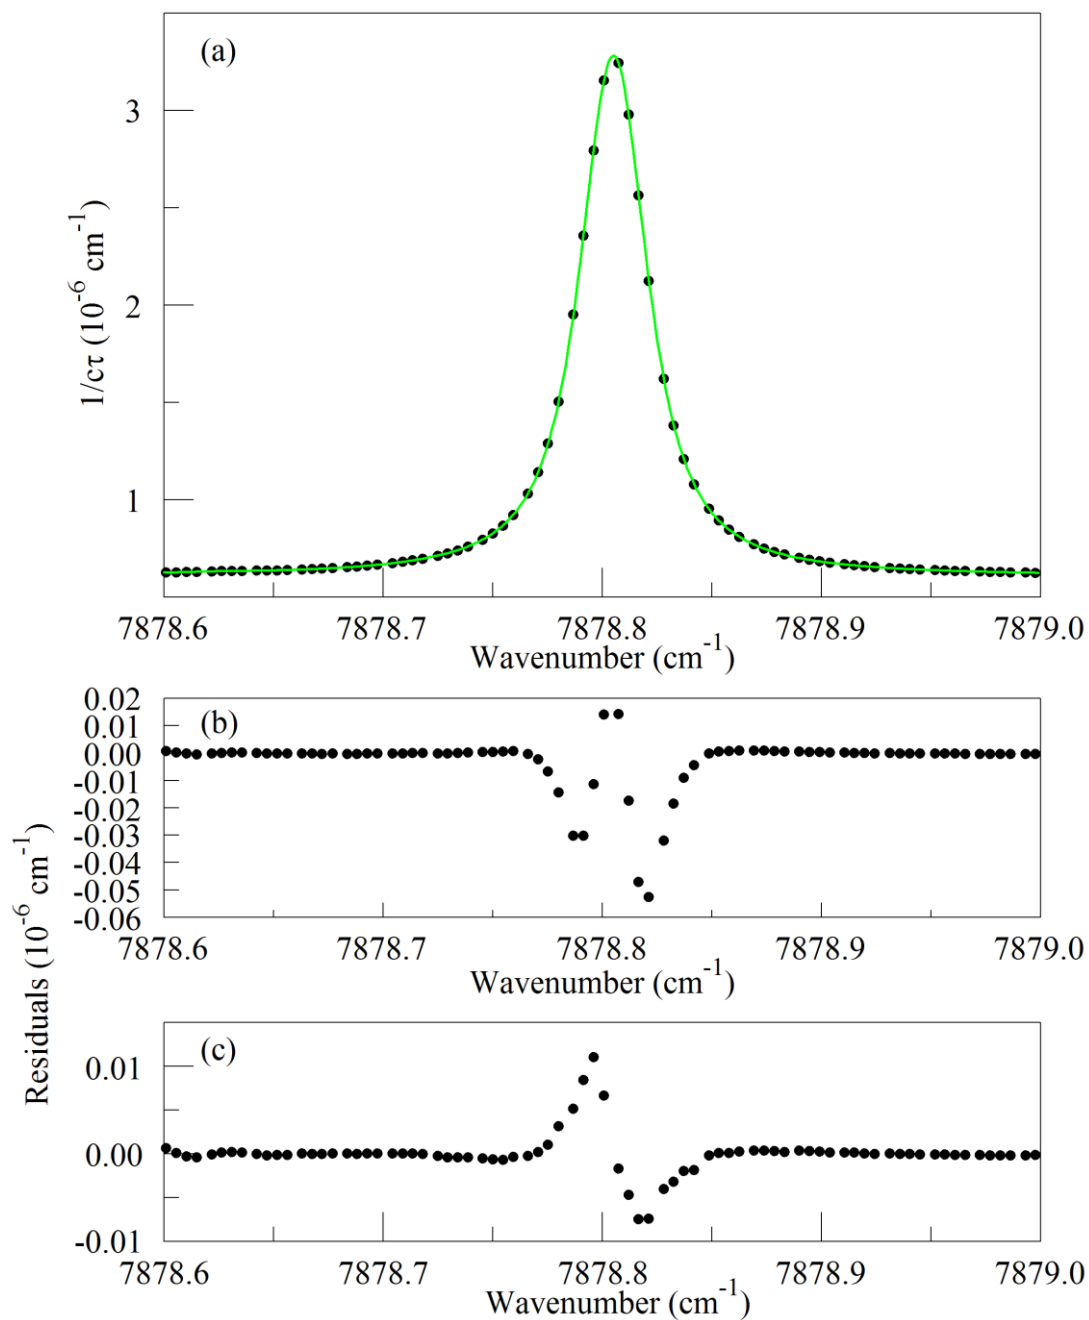 (a)
3
2
1
1/cτ (10⁻⁶ cm⁻¹)
7878.6 7878.7 7878.8 7878.9 7879.0
Wavenumber (cm⁻¹)
(b)
0.02
0.01
0.00
-0.01
-0.02
-0.03
-0.04
-0.05
-0.06
7878.6 7878.7 7878.8 7878.9 7879.0
Wavenumber (cm⁻¹)
Residuals (10⁻⁶ cm⁻¹)
(c)
0.01
0.00
-0.01
7878.6 7878.7 7878.8 7878.9 7879.0
Wavenumber (cm⁻¹)